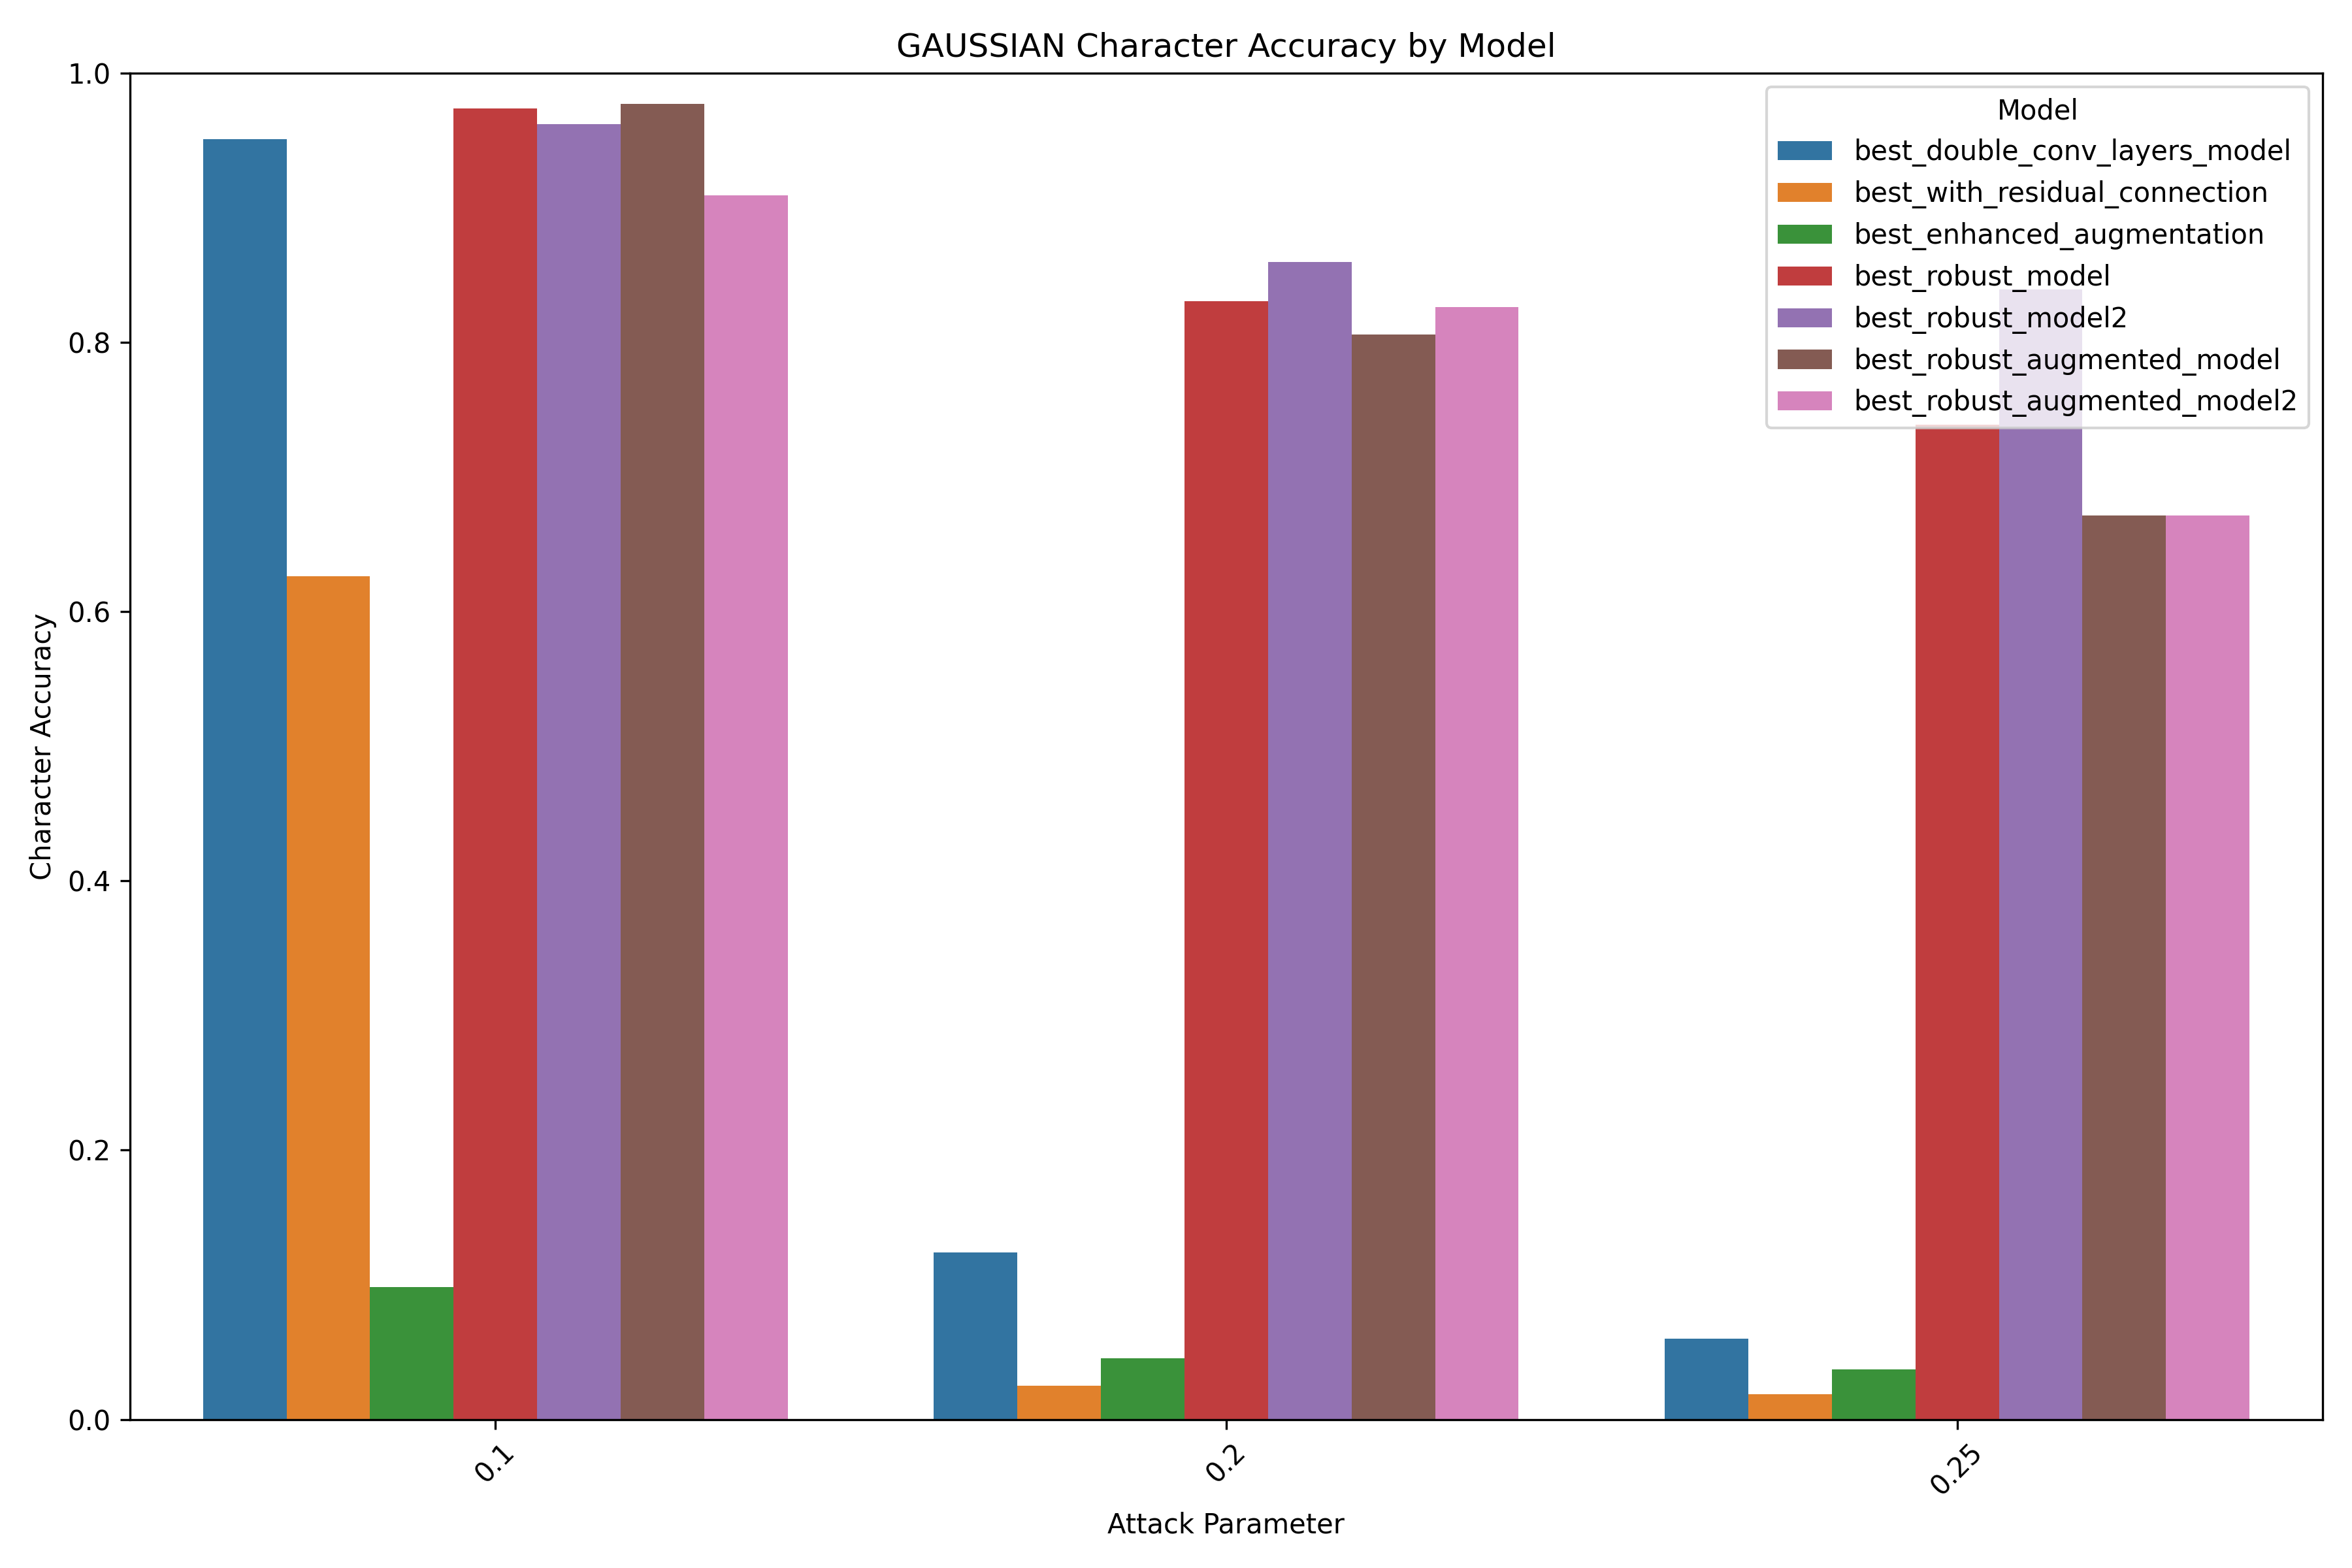 GAUSSIAN Character Accuracy by Model
1.0
0.8
0.6
0.4
0.2
0.0
Character Accuracy
Model
best_double_conv_layers_model
best_with_residual_connection
best_enhanced_augmentation
best_robust_model
best_robust_model2
best_robust_augmented_model
best_robust_augmented_model2
0.1
0.2
0.25
Attack Parameter